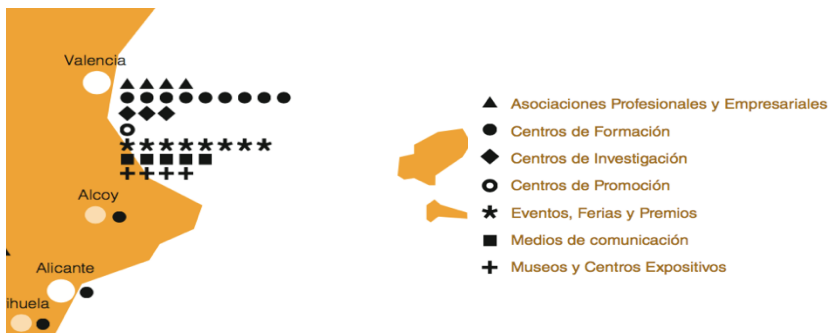 Valencia
Alcoy
Alicante
ihuela
Asociaciones Profesionales y Empresariales
Centros de Formación
Centros de Investigación
Centros de Promoción
Eventos, Ferias y Premios
Medios de comunicación
Museos y Centros Expositivos